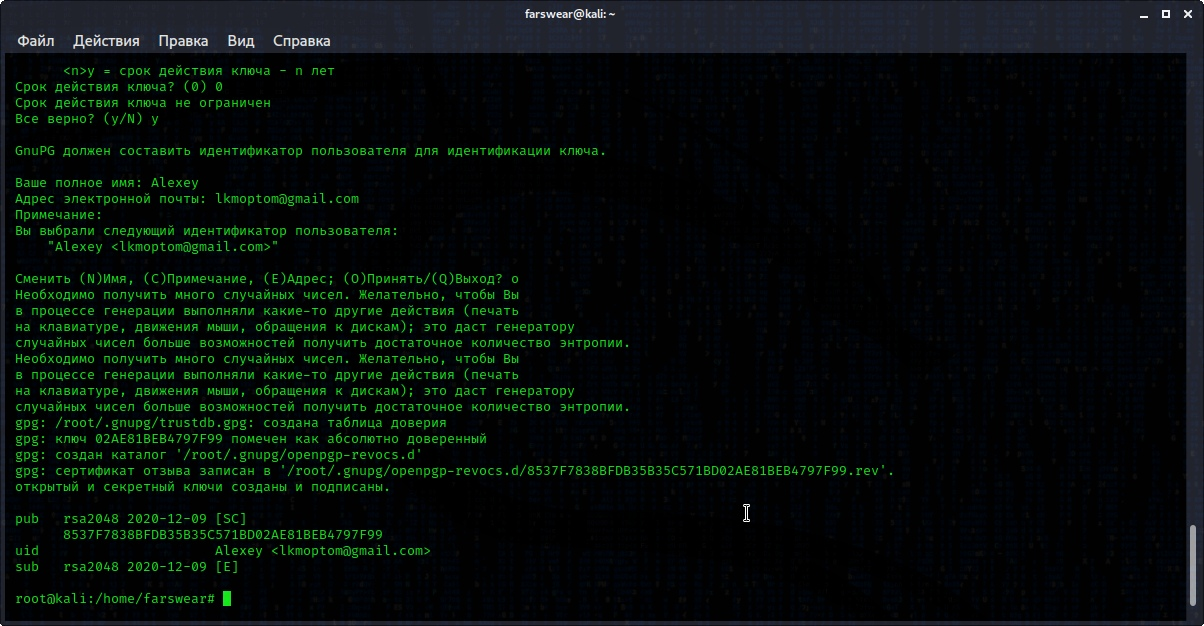 farswear@kali: ~
Файл Действия Правка Вид Справка
<n>y = срок действия ключа - n лет
Срок действия ключа? (0) 0
Срок действия ключа не ограничен
Все верно? (y/N) y
GnuPG должен составить идентификатор пользователя для идентификации ключа.
Ваше полное имя: Alexey
Адрес электронной почты: lkmoptom@gmail.com
Примечание:
Вы выбрали следующий идентификатор пользователя:
"Alexey <lkmoptom@gmail.com>"
Сменить (N)Имя, (C)Примечание, (E)Адрес; (O)Принять/(Q)Выход? o
Необходимо получить много случайных чисел. Желательно, чтобы Вы
в процессе генерации выполняли какие-то другие действия (печать
на клавиатуре, движения мыши, обращения к дискам); это даст генератору
случайных чисел больше возможностей получить достаточное количество энтропии.
Необходимо получить много случайных чисел. Желательно, чтобы Вы
в процессе генерации выполняли какие-то другие действия (печать
на клавиатуре, движения мыши, обращения к дискам); это даст генератору
случайных чисел больше возможностей получить достаточное количество энтропии.
gpg: /root/.gnupg/trustdb.gpg: создана таблица доверия
gpg: ключ 02AE81BEB4797F99 помечен как абсолютно доверенный
gpg: создан каталог '/root/.gnupg/openpgp-revocs.d'
gpg: сертификат отзыва записан в '/root/.gnupg/openpgp-revocs.d/8537F7838BFDB35B35C571BD02AE81BEB4797F99.rev'.
открытый и секретный ключи созданы и подписаны.
pub rsa2048 2020-12-09 [SC]
8537F7838BFDB35B35C571BD02AE81BEB4797F99
uid Alexey <lkmoptom@gmail.com>
sub rsa2048 2020-12-09 [E]
root@kali:/home/farswear#